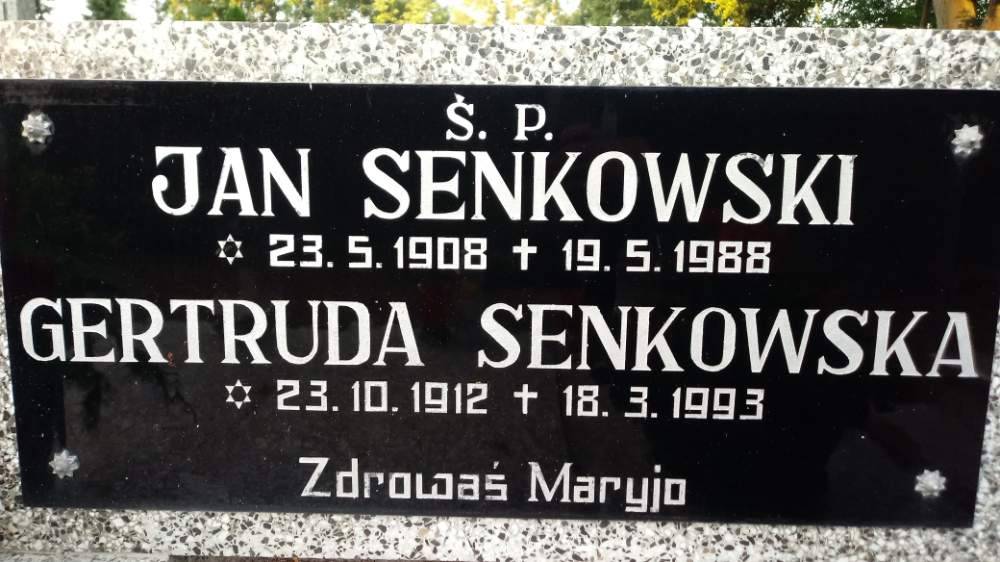 Ś. P.
JAN SENKOWSKI
✡ 23. 5. 1908 ✝ 19. 5. 1988
GERTRUDA SENKOWSKA
✡ 23. 10. 1912 ✝ 18. 3. 1993
Zdrowaś Maryjo